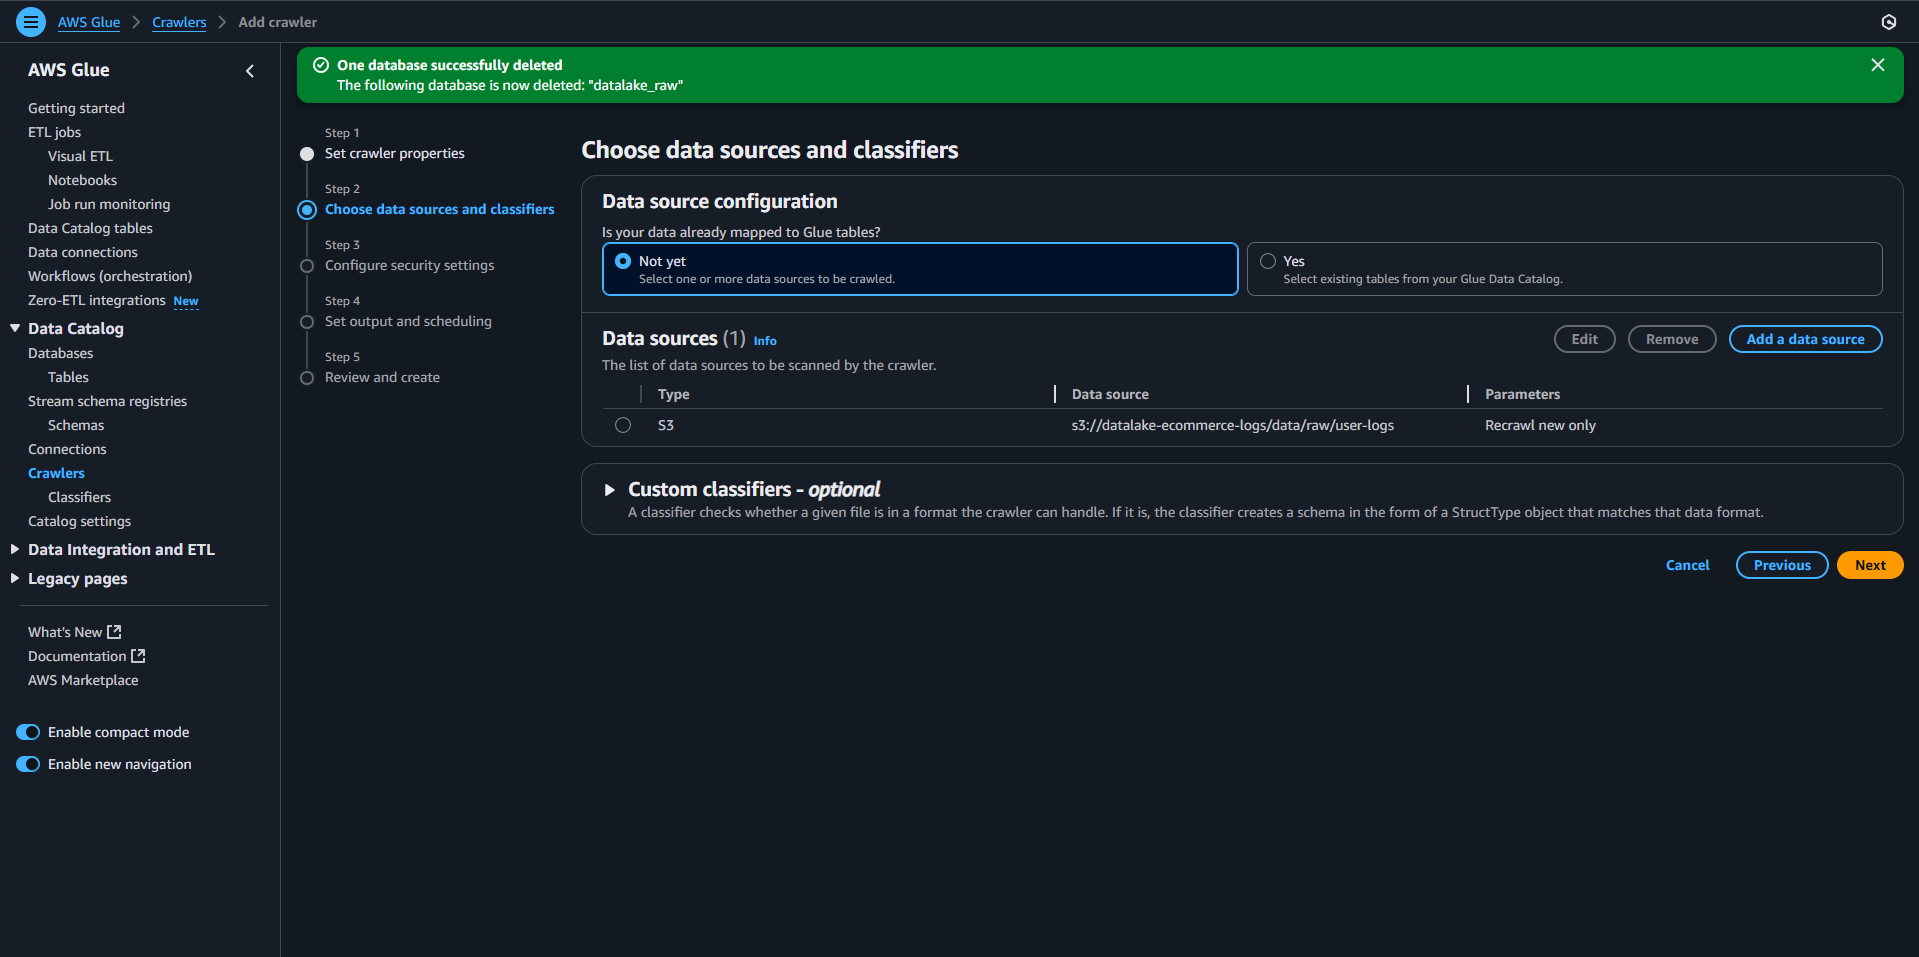 AWS Glue > Crawlers > Add crawler
AWS Glue
Getting started
ETL jobs
Visual ETL
Notebooks
Job run monitoring
Data Catalog tables
Data connections
Workflows (orchestration)
Zero-ETL integrations New
Data Catalog
Databases
Tables
Stream schema registries
Schemas
Connections
Crawlers
Classifiers
Catalog settings
Data Integration and ETL
Legacy pages
What's New
Documentation
AWS Marketplace
Enable compact mode
Enable new navigation
One database successfully deleted
The following database is now deleted: "datalake_raw"
Step 1
Set crawler properties
Step 2
Choose data sources and classifiers
Step 3
Configure security settings
Step 4
Set output and scheduling
Step 5
Review and create
Choose data sources and classifiers
Data source configuration
Is your data already mapped to Glue tables?
Not yet
Select one or more data sources to be crawled.
Yes
Select existing tables from your Glue Data Catalog.
Data sources (1) Info
Edit Remove Add a data source
The list of data sources to be scanned by the crawler.
Type Data source Parameters
S3 s3://datalake-ecommerce-logs/data/raw/user-logs Recrawl new only
Custom classifiers - optional
A classifier checks whether a given file is in a format the crawler can handle. If it is, the classifier creates a schema in the form of a StructType object that matches that data format.
Cancel Previous Next